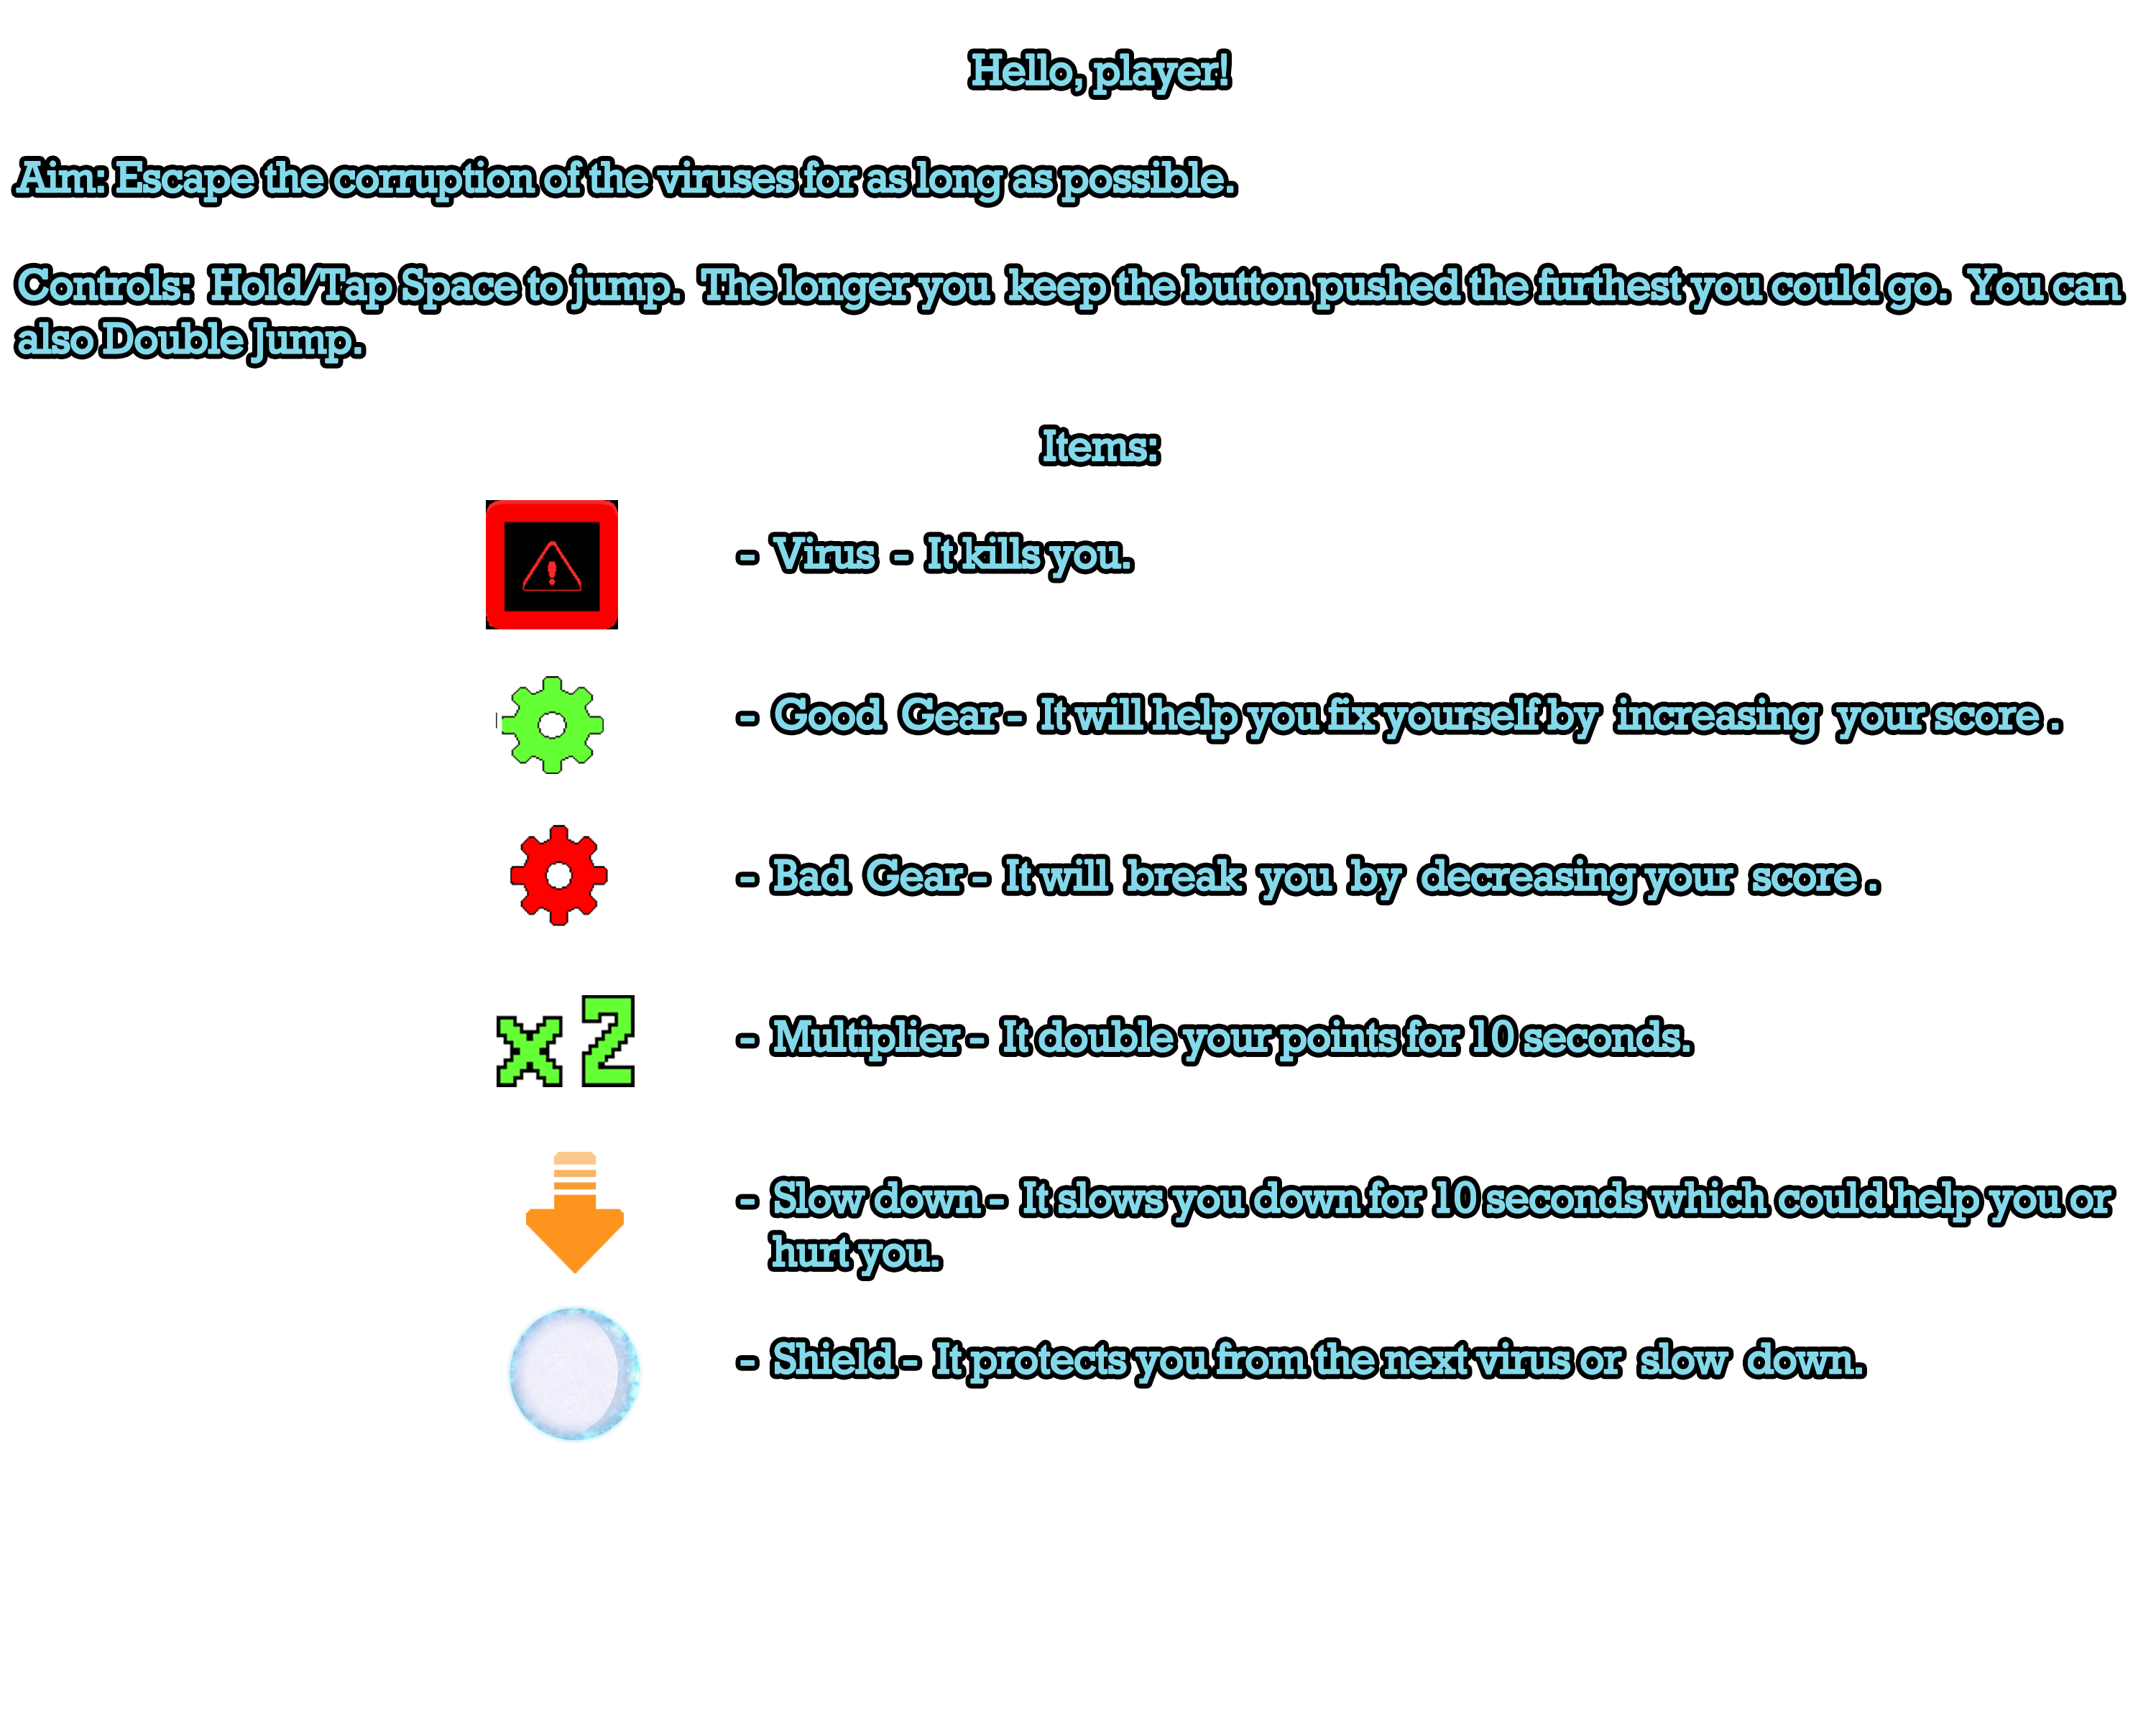 Hello, player!
Aim: Escape the corruption of the viruses for as long as possible.
Controls: Hold/Tap Space to jump. The longer you keep the button pushed the furthest you could go. You can
also Double Jump.
Items:
- Virus - It kills you.
- Good Gear - It will help you fix yourself by increasing your score .
- Bad Gear - It will break you by decreasing your score .
x2
- Multiplier - It double your points for 10 seconds.
- Slow down - It slows you down for 10 seconds which could help you or
hurt you.
- Shield - It protects you from the next virus or slow down.